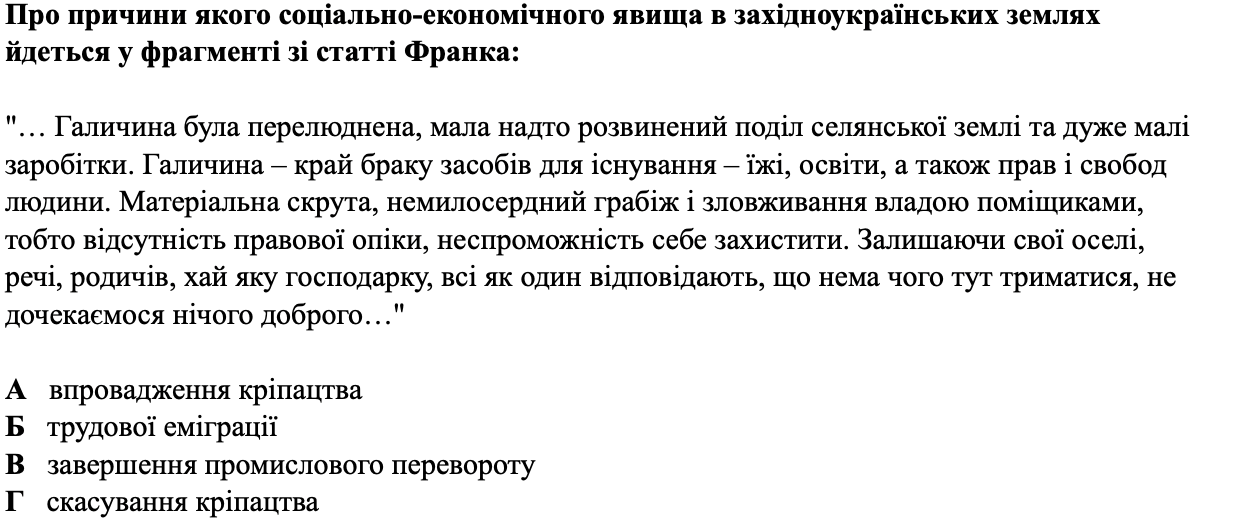 Про причини якого соціально-економічного явища в західноукраїнських землях
йдеться у фрагменті зі статті Франка:
"… Галичина була перелюднена, мала надто розвинений поділ селянської землі та дуже малі
заробітки. Галичина – край браку засобів для існування – їжі, освіти, а також прав і свобод
людини. Матеріальна скрута, немилосердний грабіж і зловживання владою поміщиками,
тобто відсутність правової опіки, неспроможність себе захистити. Залишаючи свої оселі,
речі, родичів, хай яку господарку, всі як один відповідають, що нема чого тут триматися, не
дочекаємося нічого доброго…"
А впровадження кріпацтва
Б трудової еміграції
В завершення промислового перевороту
Г скасування кріпацтва